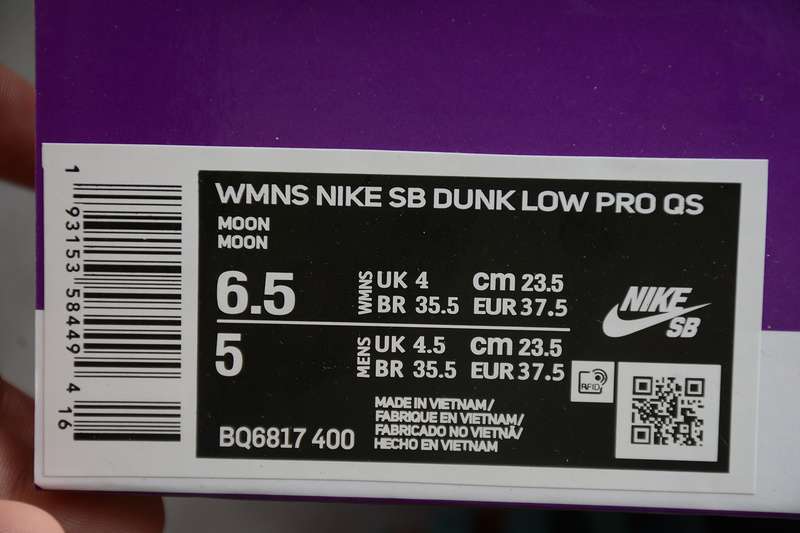 WMNS NIKE SB DUNK LOW PRO QS
MOON
MOON
6.5 WMNS UK 4 cm 23.5
BR 35.5 EUR 37.5
5 MENS UK 4.5 cm 23.5
BR 35.5 EUR 37.5
NIKE
SB
RFID
MADE IN VIETNAM/
FABRIQUE EN VIETNAM/
FABRICADO NO VIETNÃ/
HECHO EN VIETNAM
BQ6817 400
1 93153 58449 4 16